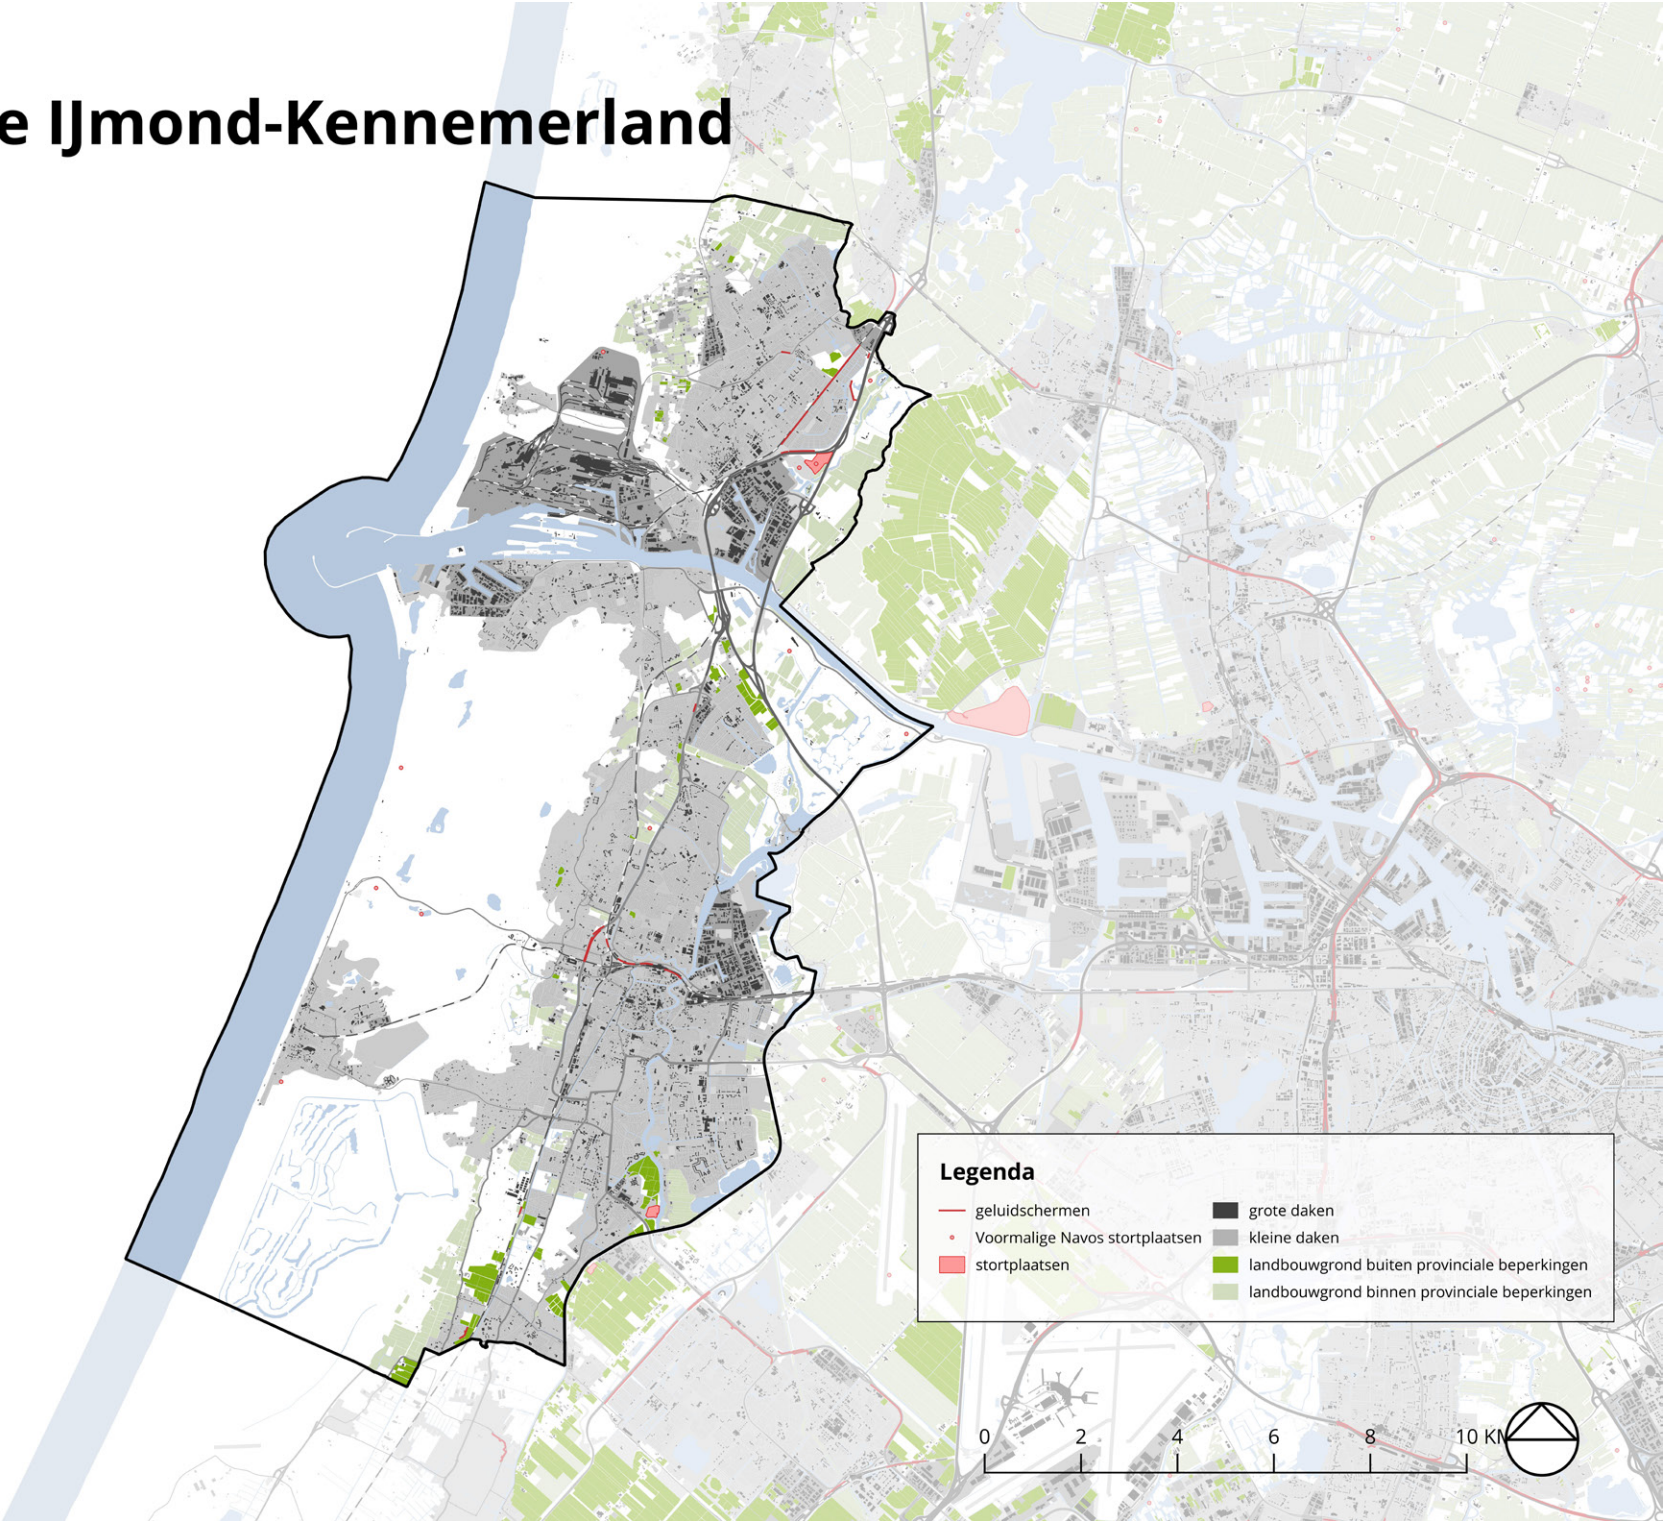 e IJmond-Kennemerland
Legenda
geluidschermen
Voormalige Navos stortplaatsen
stortplaatsen
grote daken
kleine daken
landbouwgrond buiten provinciale beperkingen
landbouwgrond binnen provinciale beperkingen
0 2 4 6 8 10 KM